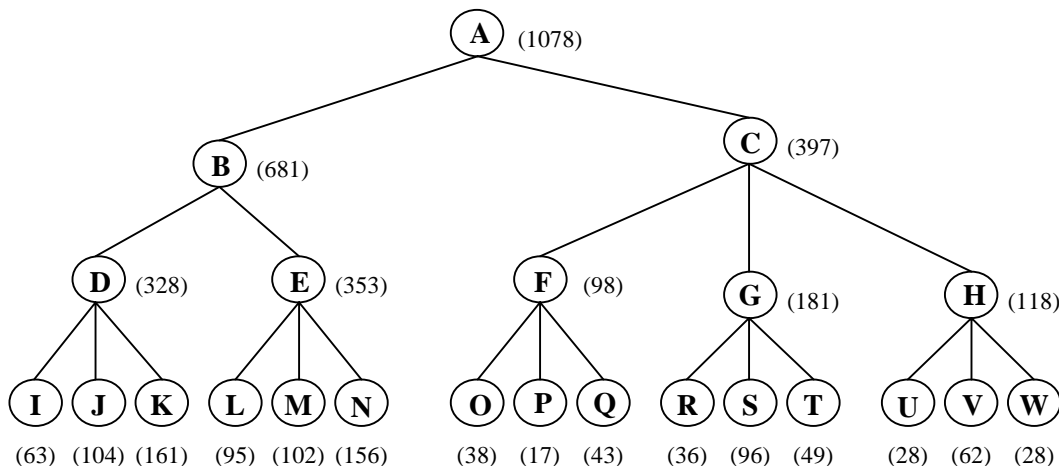 A (1078)
B (681) C (397)
D (328) E (353) F (98) G (181) H (118)
I J K L M N O P Q R S T U V W
(63) (104) (161) (95) (102) (156) (38) (17) (43) (36) (96) (49) (28) (62) (28)